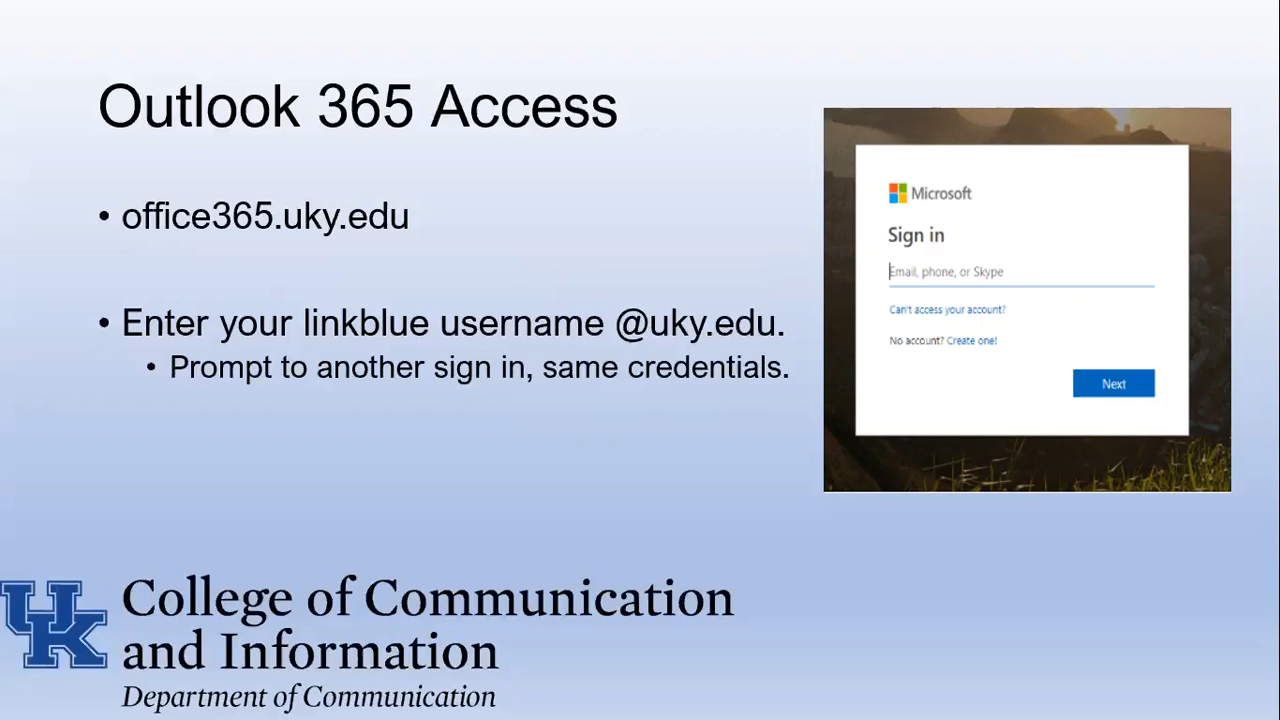 Outlook 365 Access
• office365.uky.edu
• Enter your linkblue username @uky.edu.
• Prompt to another sign in, same credentials.
Microsoft
Sign in
Email, phone, or Skype
Can't access your account?
No account? Create one!
Next
UK
College of Communication
and Information
Department of Communication